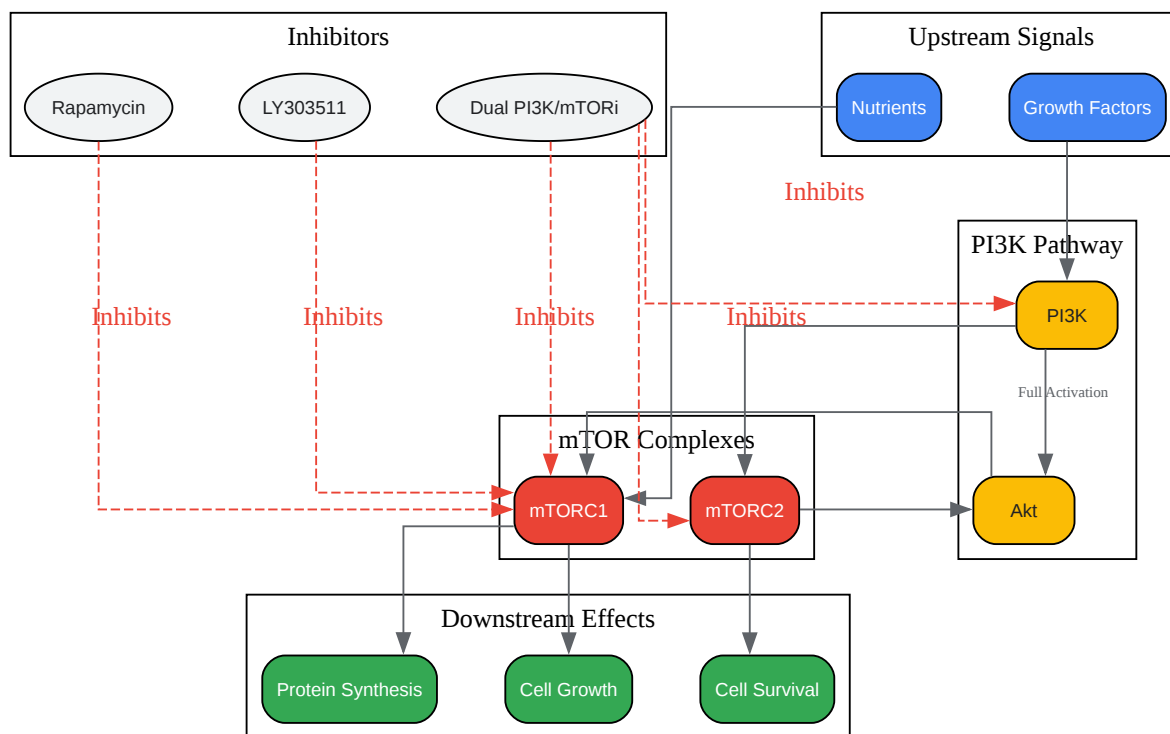 Inhibitors
Upstream Signals
Rapamycin
LY303511
Dual PI3K/mTORi
Nutrients
Growth Factors
Inhibits
PI3K Pathway
Inhibits
Inhibits
Inhibits
Inhibits
PI3K
Full Activation
mTOR Complexes
mTORC1
mTORC2
Akt
Downstream Effects
Protein Synthesis
Cell Growth
Cell Survival